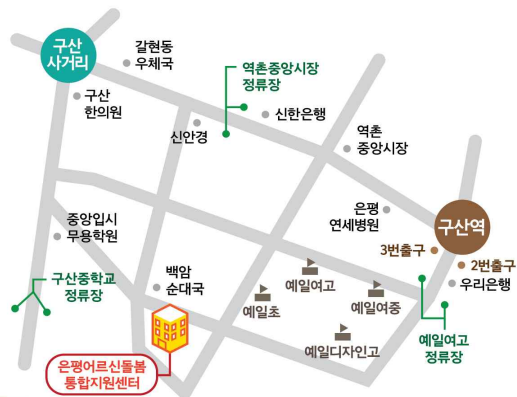 구산
사거리
갈현동
우체국
구산
한의원
역촌중앙시장
정류장
신한은행
신안경
역촌
중앙시장
은평
연세병원
구산역
3번출구
2번출구
우리은행
중앙입시
무용학원
백암
순대국
구산중학교
정류장
예일여고
예일초
예일여중
예일디자인고
예일여고
정류장
은평어르신돌봄
통합지원센터